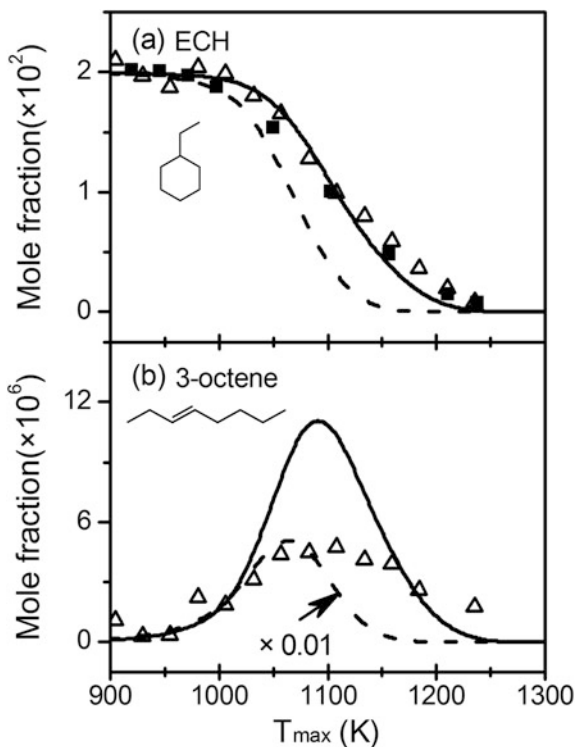 (a) ECH
Mole fraction(×10²)
2
1
0
(b) 3-octene
Mole fraction(×10⁶)
12
6
0
× 0.01
900 1000 1100 1200 1300
Tmax (K)